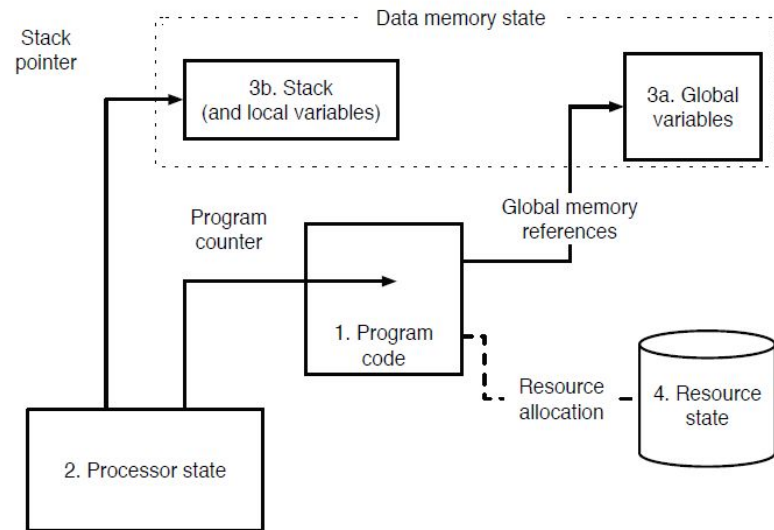 Data memory state
Stack
pointer
3b. Stack
(and local variables)
3a. Global
variables
Program
counter
Global memory
references
1. Program
code
Resource
allocation
4. Resource
state
2. Processor state